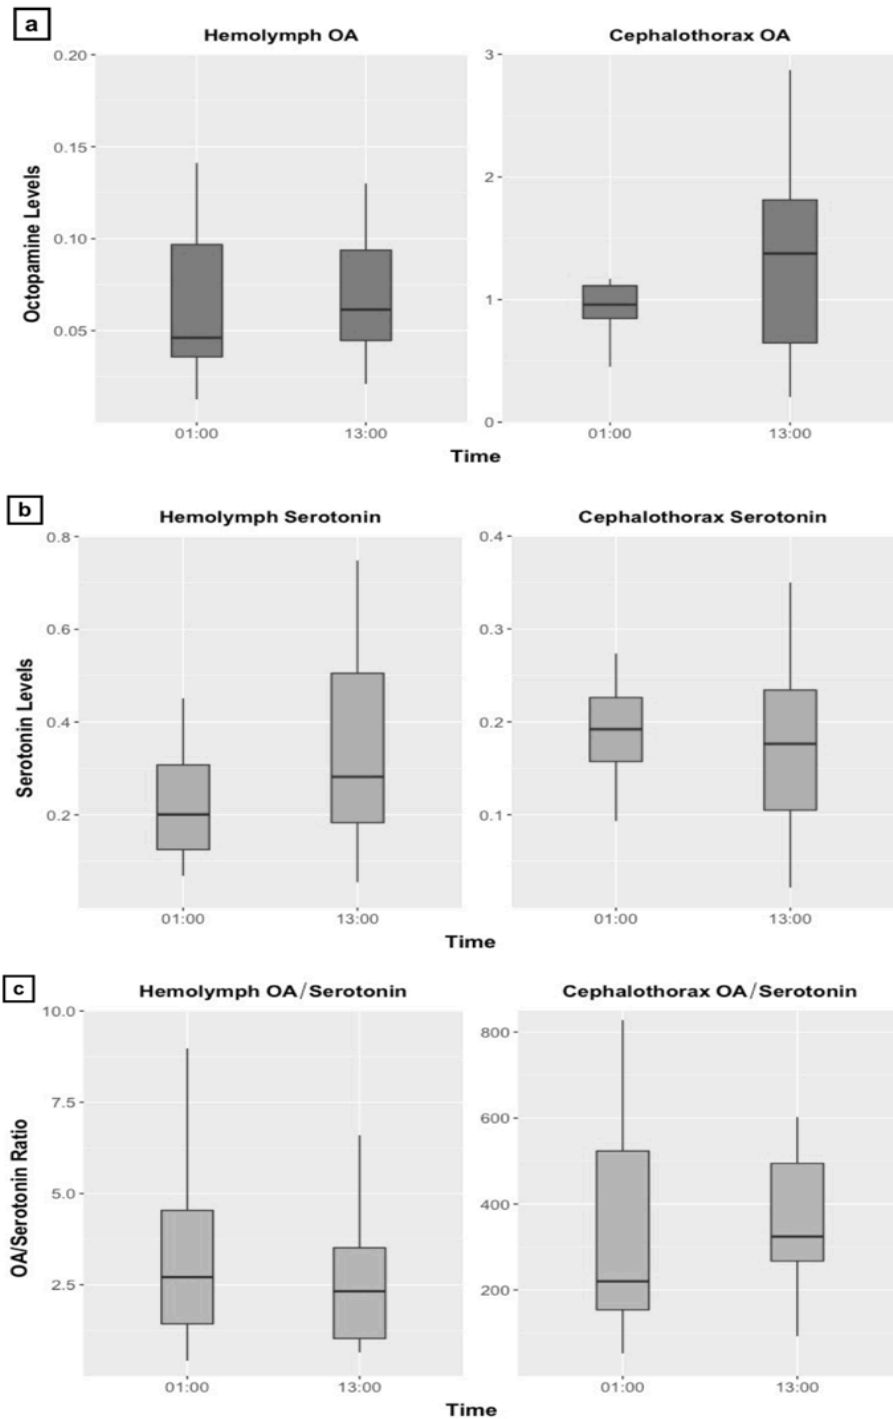 a
Hemolymph OA Cephalothorax OA
Octopamine Levels
0.20
0.15
0.10
0.05
3
2
1
0
01:00 13:00 01:00 13:00
Time
b
Hemolymph Serotonin Cephalothorax Serotonin
Serotonin Levels
0.8
0.6
0.4
0.2
0.4
0.3
0.2
0.1
01:00 13:00 01:00 13:00
Time
c
Hemolymph OA/Serotonin Cephalothorax OA/Serotonin
OA/Serotonin Ratio
10.0
7.5
5.0
2.5
800
600
400
200
01:00 13:00 01:00 13:00
Time